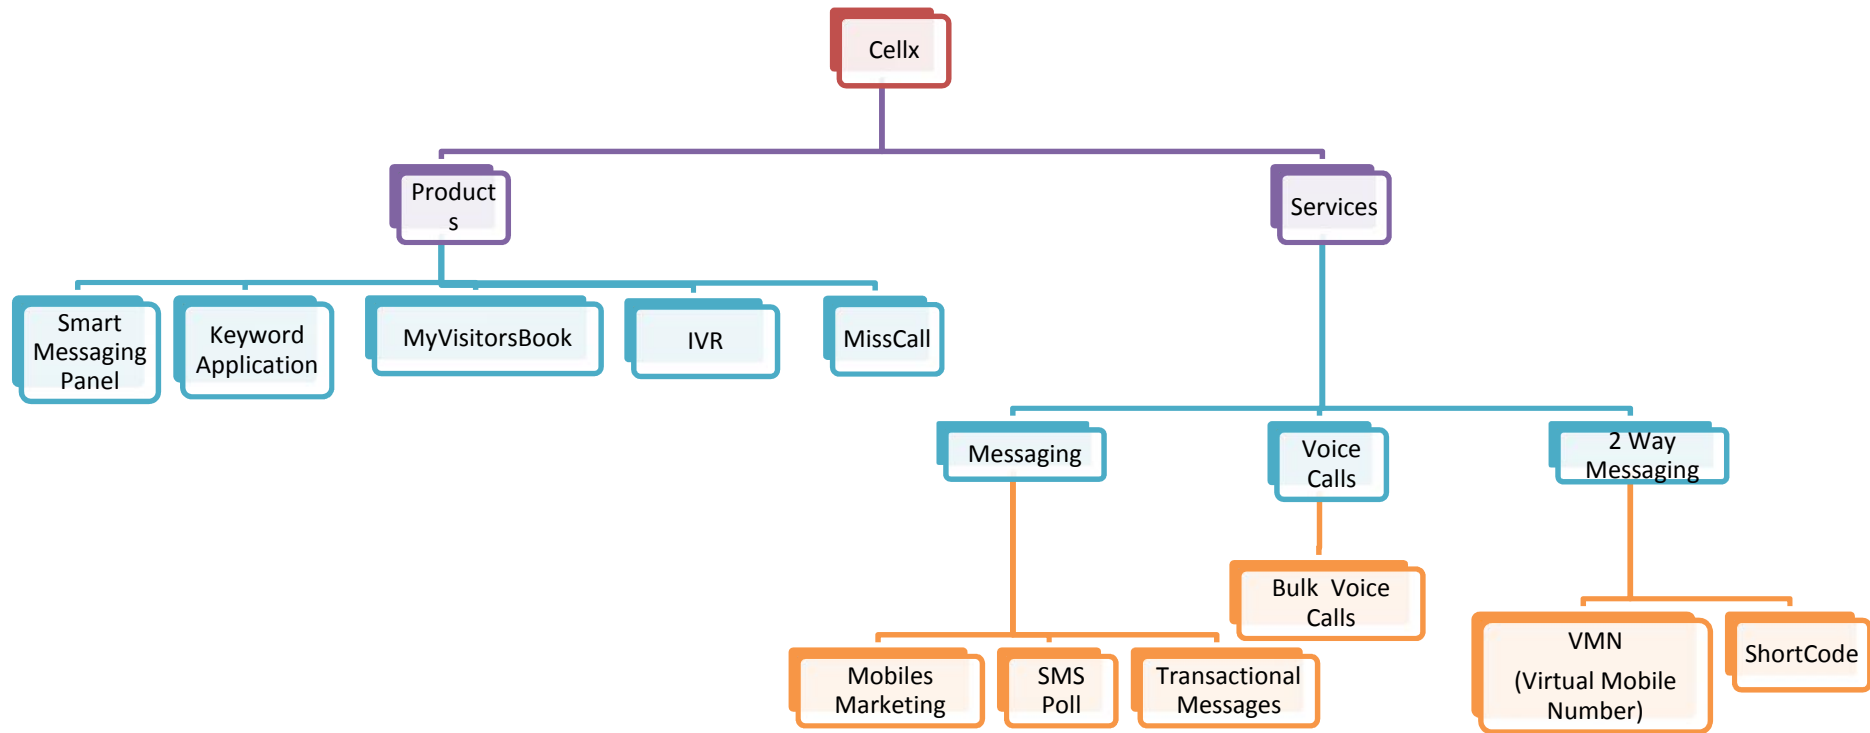 Cellx
Product
s
Services
Smart
Messaging
Panel
Keyword
Application
MyVisitorsBook
IVR
MissCall
Messaging
Voice
Calls
2 Way
Messaging
Bulk  Voice
Calls
Mobiles
Marketing
SMS
Poll
Transactional
Messages
VMN
(Virtual Mobile
Number)
ShortCode